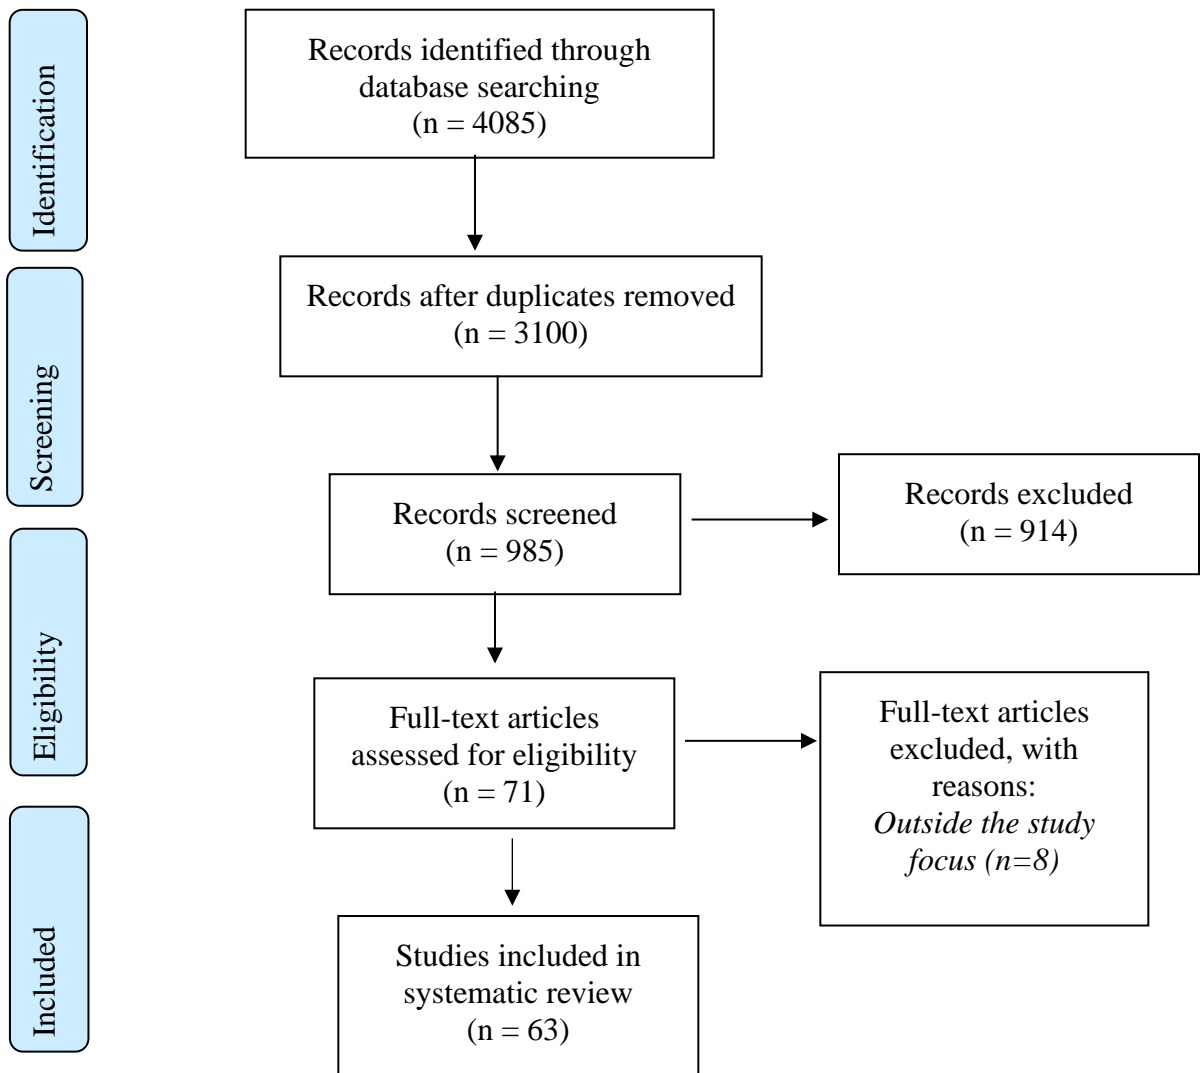 Identification
Records identified through
database searching
(n = 4085)
Records after duplicates removed
(n = 3100)
Screening
Records screened
(n = 985)
Records excluded
(n = 914)
Eligibility
Full-text articles
assessed for eligibility
(n = 71)
Full-text articles
excluded, with
reasons:
Outside the study
focus (n=8)
Included
Studies included in
systematic review
(n = 63)